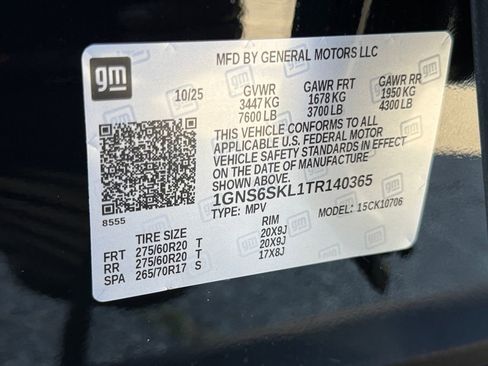 gm
MFD BY GENERAL MOTORS LLC
10/25 GVWR GAWR FRT GAWR RR
3447 KG 1678 KG 1950 KG
7600 LB 3700 LB 4300 LB
THIS VEHICLE CONFORMS TO ALL
APPLICABLE U.S. FEDERAL MOTOR
VEHICLE SAFETY STANDARDS IN EFFECT
ON THE DATE OF MANUFACTURE
SHOWN ABOVE.
1GNS6SKL1TR140365
8555 TYPE: MPV 15CK10706
TIRE SIZE RIM
FRT 275/60R20 T 20X9J
RR 275/60R20 T 20X9J
SPA 265/70R17 S 17X8J